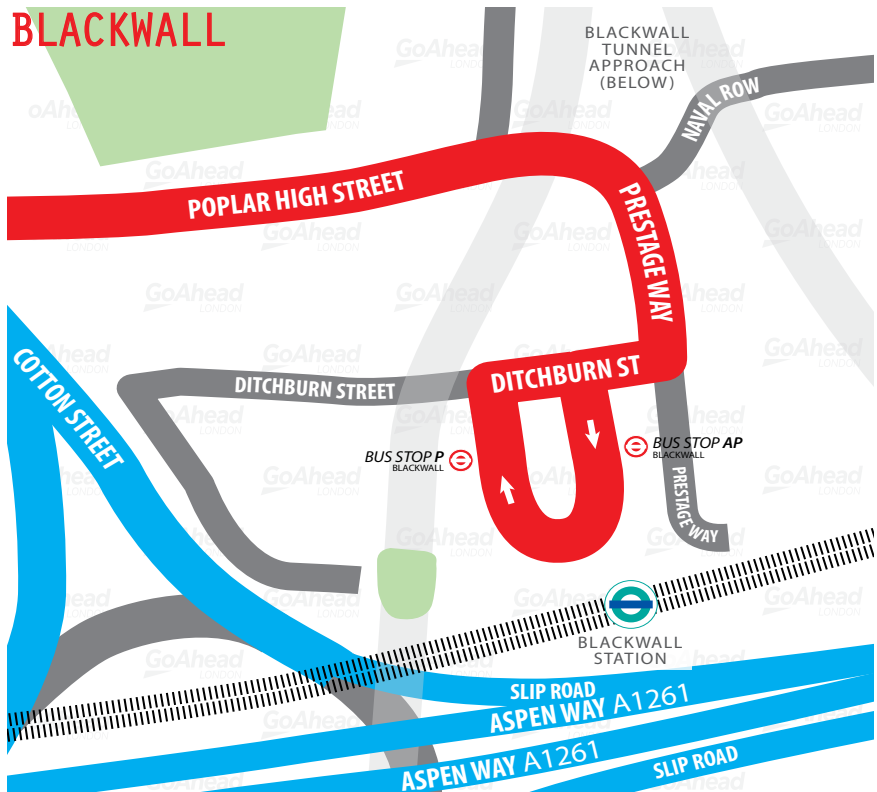 BLACKWALL
BLACKWALL
TUNNEL
APPROACH
(BELOW)
NAVAL ROW
POPLAR HIGH STREET
PRESTAGE WAY
COTTON STREET
DITCHBURN STREET
DITCHBURN ST
BUS STOP P
BLACKWALL
BUS STOP AP
BLACKWALL
PRESTAGE WAY
BLACKWALL
STATION
SLIP ROAD
ASPEN WAY A1261
ASPEN WAY A1261
SLIP ROAD
GoAhead
LONDON